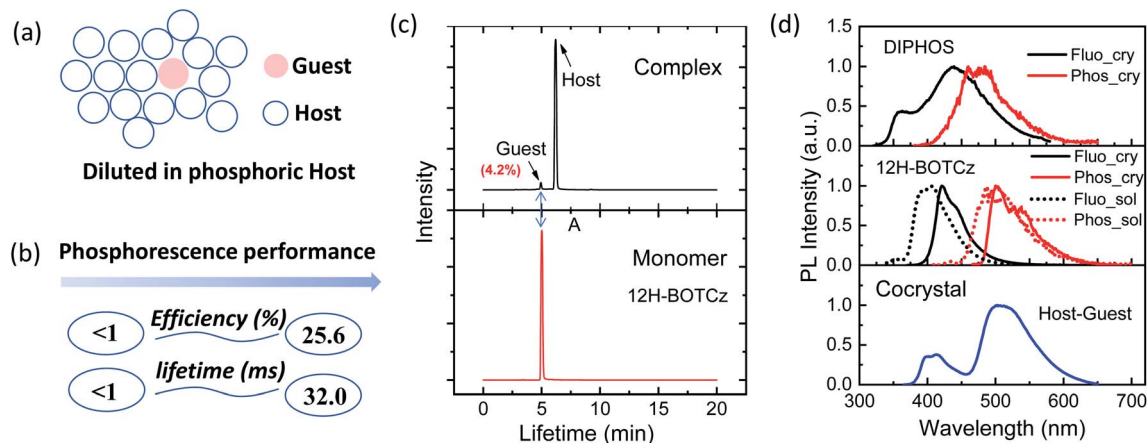 (a)
Guest
Host
Diluted in phosphoric Host
(b)
Phosphorescence performance
<1
Efficiency (%)
25.6
<1
lifetime (ms)
32.0
(c)
Complex
Host
Guest
(4.2%)
A
Monomer
12H-BOTCz
Intensity
0 5 10 15 20
Lifetime (min)
(d)
DIPHOS
Fluo_cry
Phos_cry
1.0
0.5
0.0
12H-BOTCz
Fluo_cry
Phos_cry
Fluo_sol
Phos_sol
1.0
0.5
0.0
Cocrystal
Host-Guest
1.0
0.5
0.0
PL Intensity (a.u.)
300 400 500 600 700
Wavelength (nm)